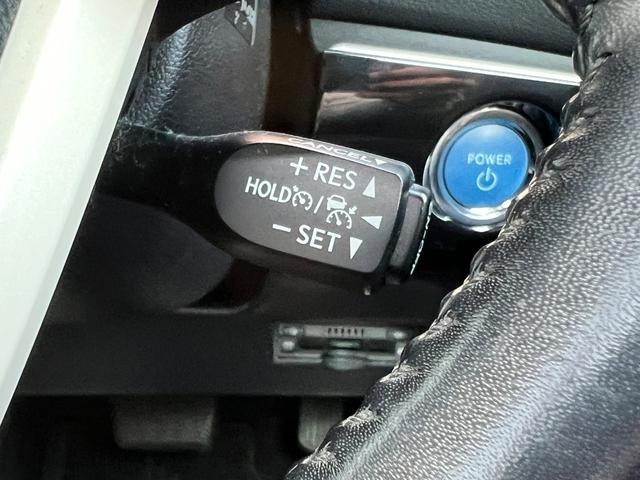 CANCEL▼
+ RES ▲
HOLD / ◀
− SET ▼
POWER